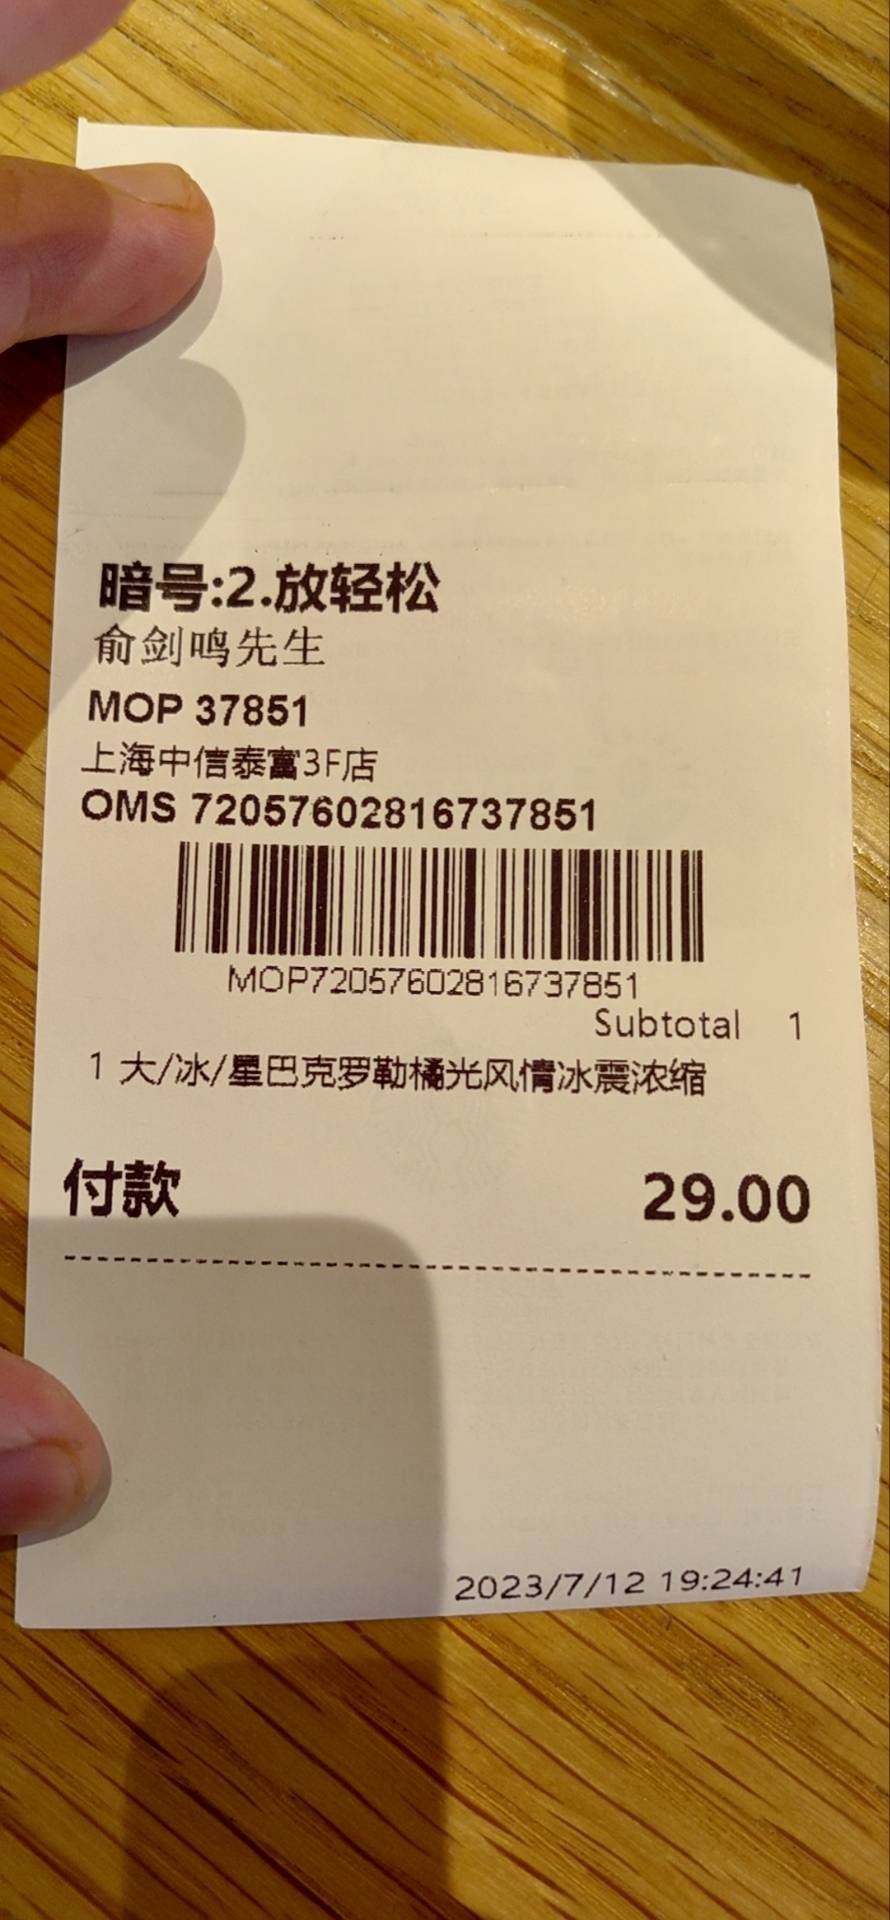 暗号:2.放轻松
俞剑鸣先生
MOP 37851
上海中信泰富3F店
OMS 72057602816737851
MOP72057602816737851
Subtotal 1
1 大/冰/星巴克罗勒橘光风情冰震浓缩
付款 29.00
2023/7/12 19:24:41